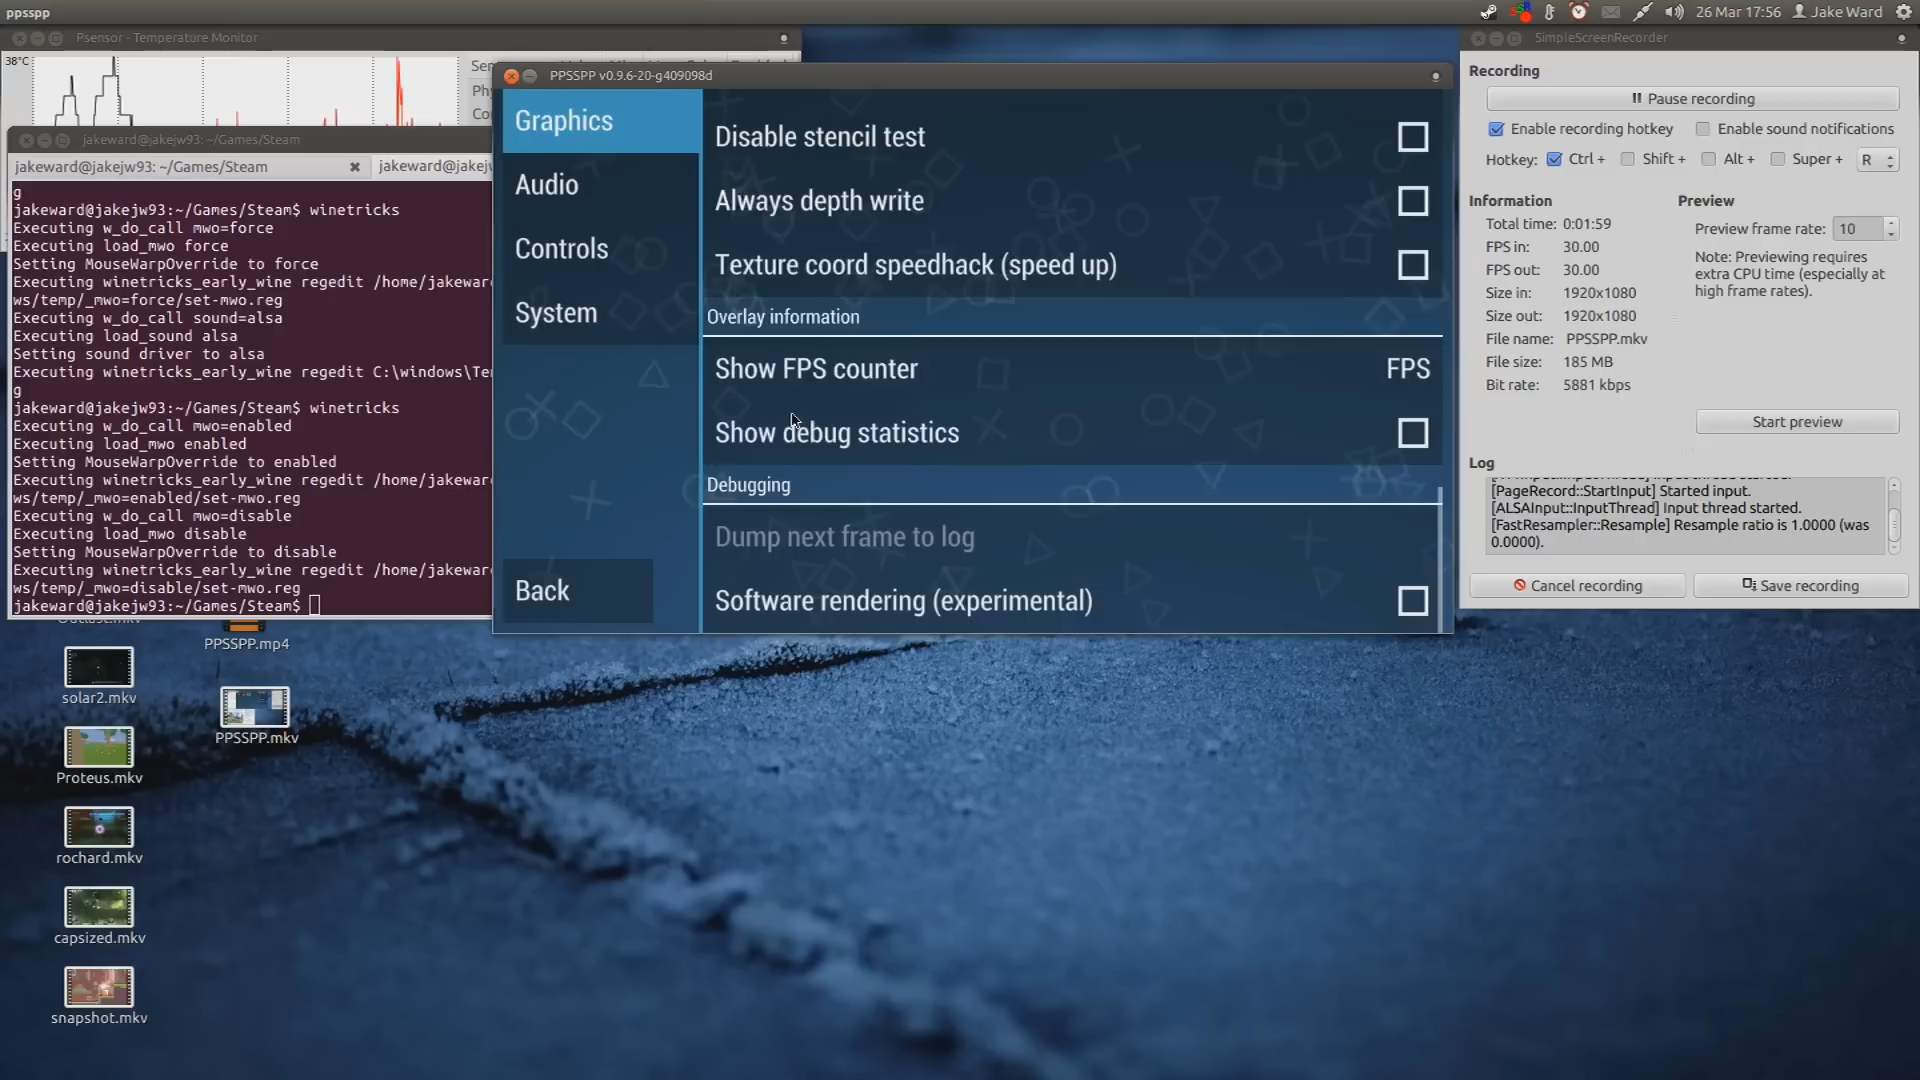 ppsspp
26 Mar 17:56
Jake Ward
Psensor - Temperature Monitor
38°C
jakeward@jakejw93: ~/Games/Steam
jakeward@jakejw93: ~/Games/Steam
g
jakeward@jakejw93:~/Games/Steam$ winetricks
Executing w_do_call mwo=force
Executing load_mwo force
Setting MouseWarpOverride to force
Executing winetricks_early_wine regedit /home/jakewar
ws/temp/_mwo=force/set-mwo.reg
Executing w_do_call sound=alsa
Executing load_sound alsa
Setting sound driver to alsa
Executing winetricks_early_wine regedit C:\windows\Te
g
jakeward@jakejw93:~/Games/Steam$ winetricks
Executing w_do_call mwo=enabled
Executing load_mwo enabled
Setting MouseWarpOverride to enabled
Executing winetricks_early_wine regedit /home/jakewar
ws/temp/_mwo=enabled/set-mwo.reg
Executing w_do_call mwo=disable
Executing load_mwo disable
Setting MouseWarpOverride to disable
Executing winetricks_early_wine regedit /home/jakewar
ws/temp/_mwo=disable/set-mwo.reg
jakeward@jakejw93:~/Games/Steam$
PPSSPP v0.9.6-20-g409098d
Graphics
Audio
Controls
System
Back
Disable stencil test
Always depth write
Texture coord speedhack (speed up)
Overlay information
Show FPS counter FPS
Show debug statistics
Debugging
Dump next frame to log
Software rendering (experimental)
SimpleScreenRecorder
Recording
Pause recording
Enable recording hotkey Enable sound notifications
Hotkey: Ctrl + Shift + Alt + Super + R
Information
Total time: 0:01:59
FPS in: 30.00
FPS out: 30.00
Size in: 1920x1080
Size out: 1920x1080
File name: PPSSPP.mkv
File size: 185 MB
Bit rate: 5881 kbps
Preview
Preview frame rate: 10
Note: Previewing requires
extra CPU time (especially at
high frame rates).
Start preview
Log
[PageRecord::StartInput] Started input.
[ALSAInput::InputThread] Input thread started.
[FastResampler::Resample] Resample ratio is 1.0000 (was
0.0000).
Cancel recording
Save recording
PPSSPP.mp4
solar2.mkv
PPSSPP.mkv
Proteus.mkv
rochard.mkv
capsized.mkv
snapshot.mkv